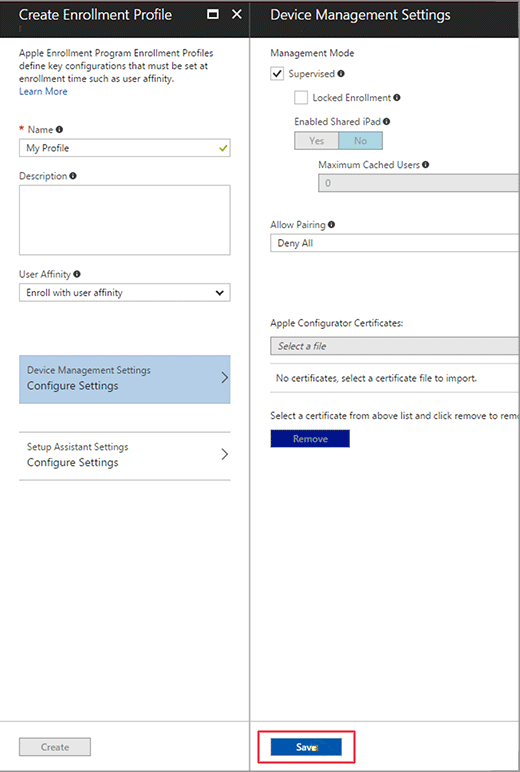 Create Enrollment Profile
Apple Enrollment Program Enrollment Profiles
define key configurations that must be set at
enrollment time such as user affinity.
Learn More
* Name
My Profile
Description
User Affinity
Enroll with user affinity
Device Management Settings
Configure Settings
Setup Assistant Settings
Configure Settings
Create
Device Management Settings
Management Mode
Supervised
Locked Enrollment
Enabled Shared iPad
Yes No
Maximum Cached Users
0
Allow Pairing
Deny All
Apple Configurator Certificates:
Select a file
No certificates, select a certificate file to import.
Select a certificate from above list and click remove to remo
Remove
Save